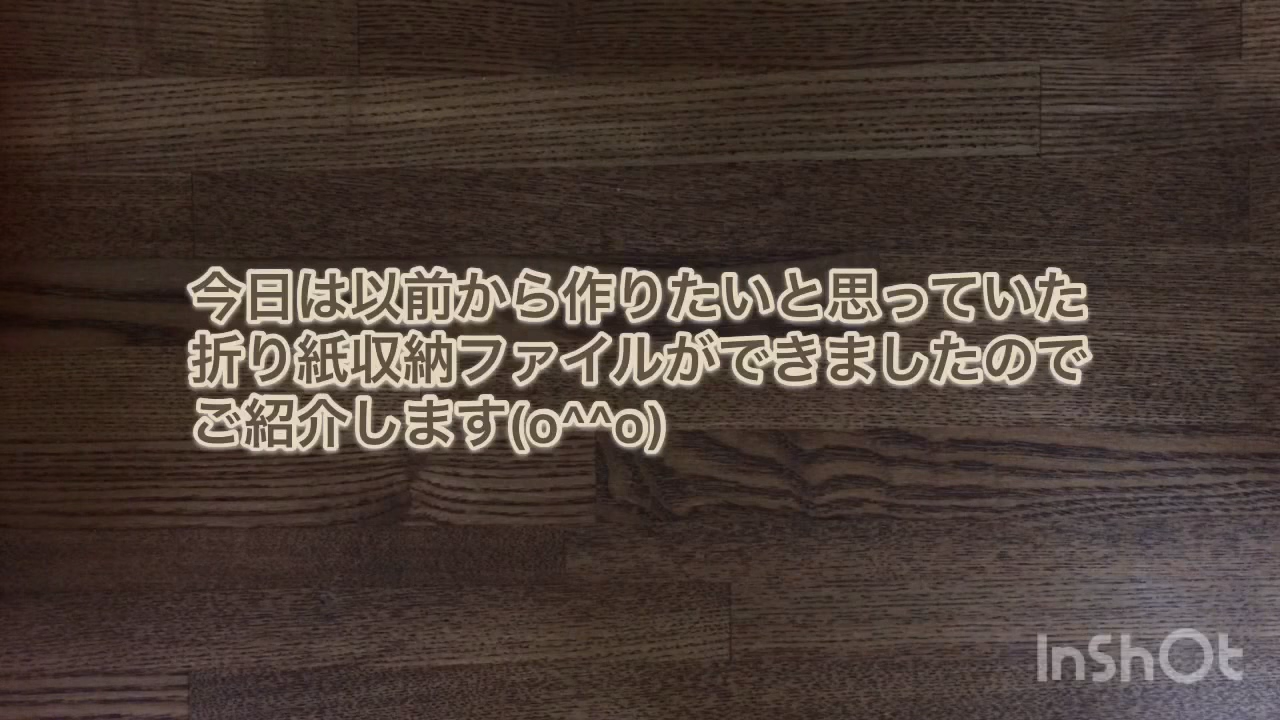 今日は以前から作りたいと思っていた
折り紙収納ファイルができましたので
ご紹介します(o^^o)
InShOt